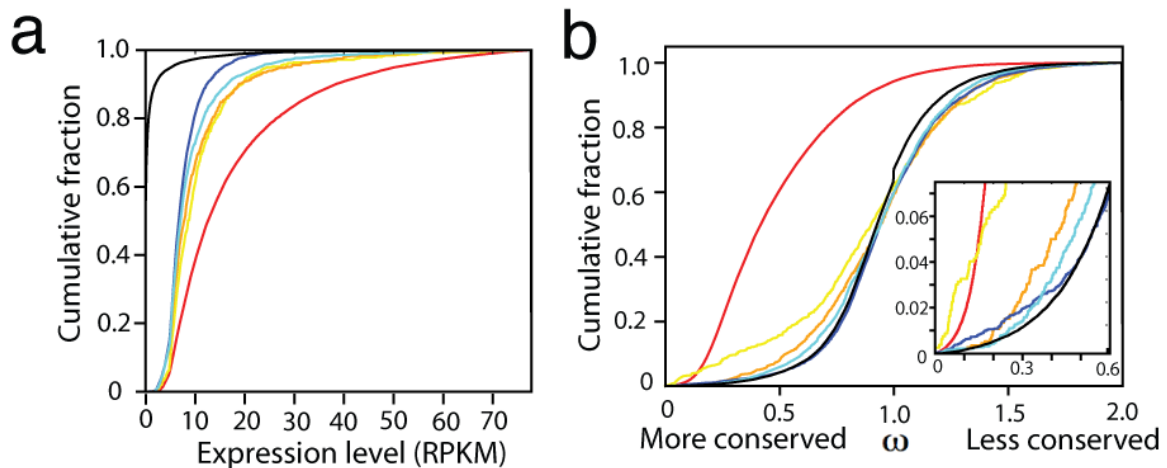 a
1.0
0.8
0.6
0.4
0.2
0
Cumulative fraction
0 10 20 30 40 50 60 70
Expression level (RPKM)
b
1.0
0.8
0.6
0.4
0.2
0
Cumulative fraction
0.06
0.04
0.02
0
0 0.3 0.6
0 0.5 1.0 1.5 2.0
More conserved ω Less conserved